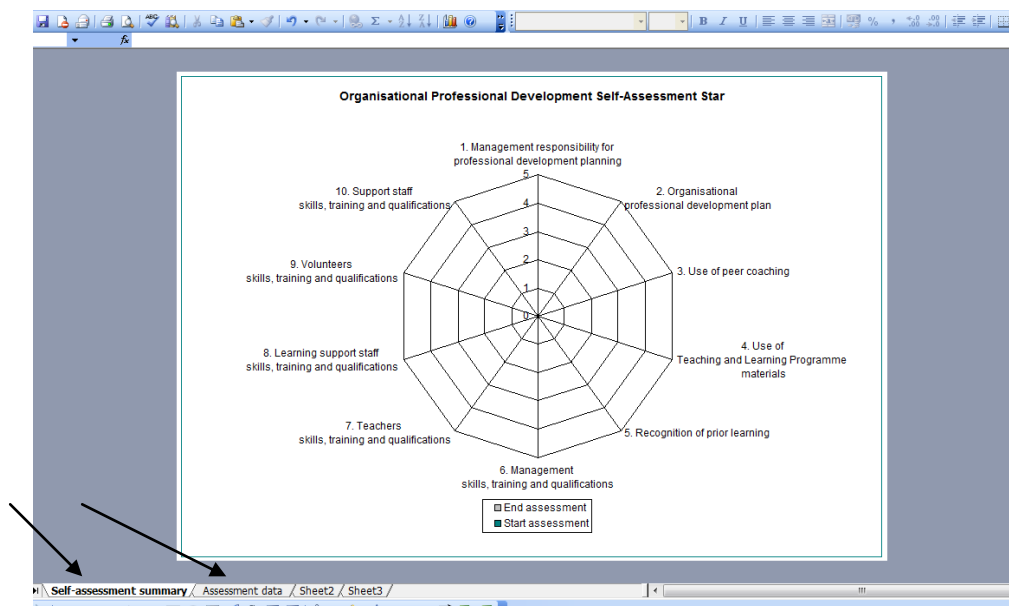 ABC
Σ
B I U
%
fx
Organisational Professional Development Self-Assessment Star
1. Management responsibility for
professional development planning
2. Organisational
professional development plan
3. Use of peer coaching
4. Use of
Teaching and Learning Programme
materials
5. Recognition of prior learning
6. Management
skills, training and qualifications
7. Teachers
skills, training and qualifications
8. Learning support staff
skills, training and qualifications
9. Volunteers
skills, training and qualifications
10. Support staff
skills, training and qualifications
5
4
3
2
1
0
End assessment
Start assessment
Self-assessment summary / Assessment data / Sheet2 / Sheet3 /